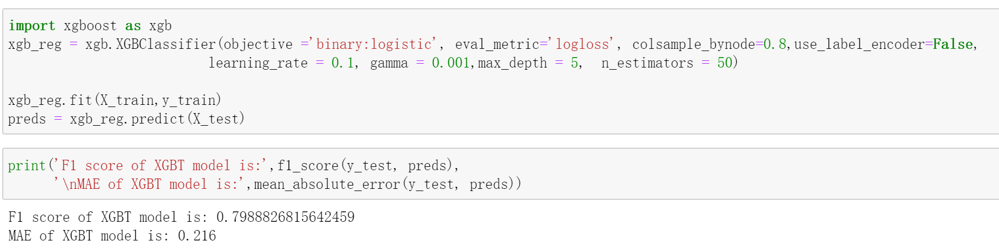 import xgboost as xgb
xgb_reg = xgb.XGBClassifier(objective ='binary:logistic', eval_metric='logloss', colsample_bynode=0.8,use_label_encoder=False,
learning_rate = 0.1, gamma = 0.001,max_depth = 5,  n_estimators = 50)
xgb_reg.fit(X_train,y_train)
preds = xgb_reg.predict(X_test)
print('F1 score of XGBT model is:',f1_score(y_test, preds),
'\nMAE of XGBT model is:',mean_absolute_error(y_test, preds))
F1 score of XGBT model is: 0.7988826815642459
MAE of XGBT model is: 0.216